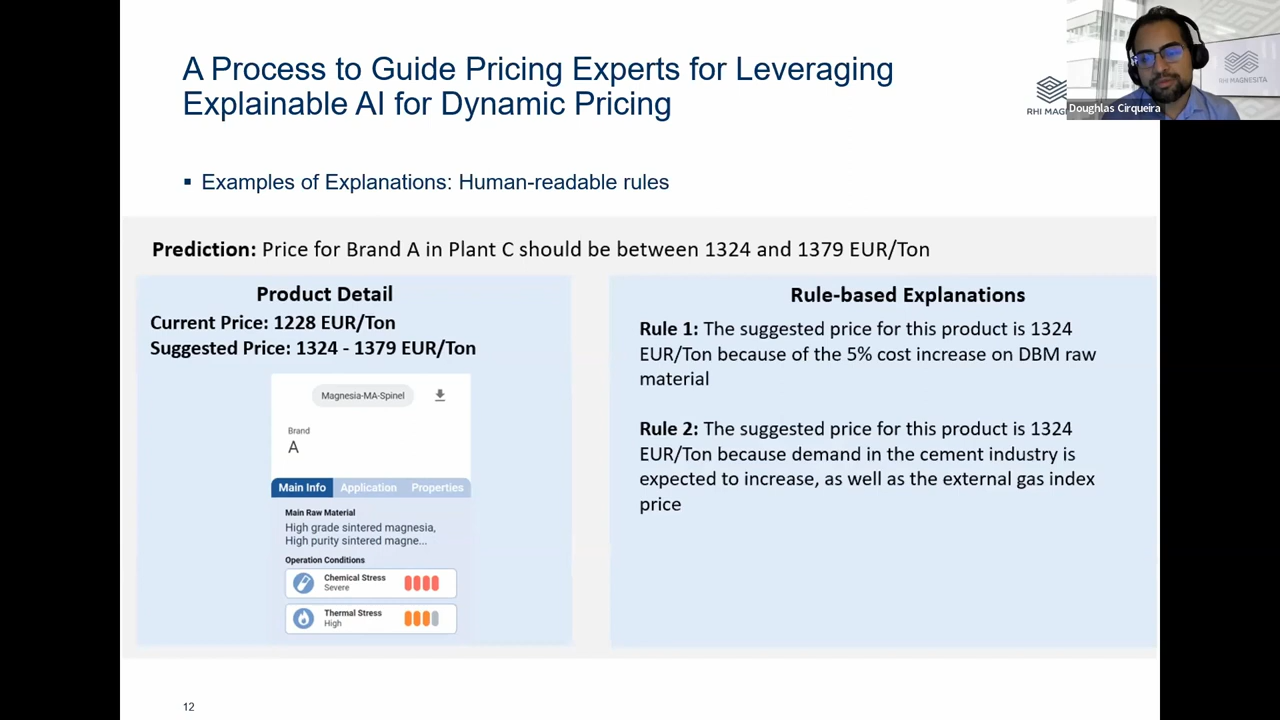 A Process to Guide Pricing Experts for Leveraging
Explainable AI for Dynamic Pricing
RHI MAG
RHI MAGNESITA
Doughlas Cirqueira
▪ Examples of Explanations: Human-readable rules
Prediction: Price for Brand A in Plant C should be between 1324 and 1379 EUR/Ton
Product Detail
Current Price: 1228 EUR/Ton
Suggested Price: 1324 - 1379 EUR/Ton
Magnesia-MA-Spinel
Brand
A
Main Info Application Properties
Main Raw Material
High grade sintered magnesia,
High purity sintered magne...
Operation Conditions
Chemical Stress
Severe
Thermal Stress
High
Rule-based Explanations
Rule 1: The suggested price for this product is 1324
EUR/Ton because of the 5% cost increase on DBM raw
material
Rule 2: The suggested price for this product is 1324
EUR/Ton because demand in the cement industry is
expected to increase, as well as the external gas index
price
12